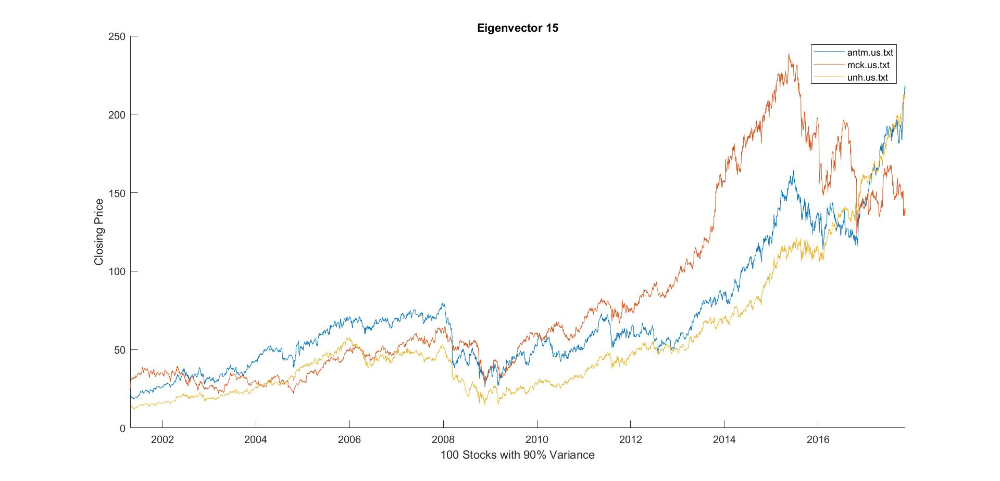 Eigenvector 15
250
200
150
100
50
0
Closing Price
antm.us.txt
mck.us.txt
unh.us.txt
2002 2004 2006 2008 2010 2012 2014 2016
100 Stocks with 90% Variance